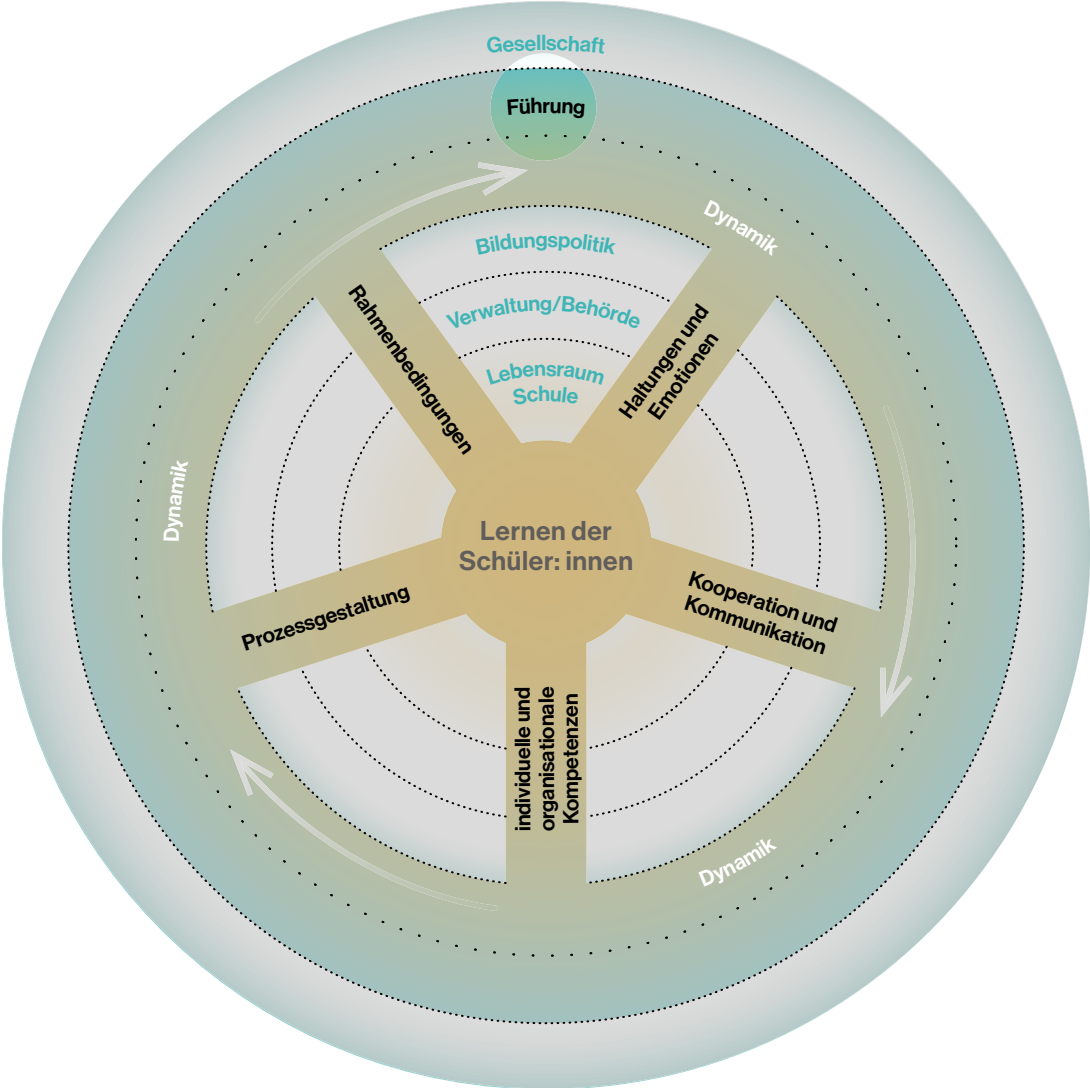 Gesellschaft
Führung
Dynamik
Bildungspolitik
Verwaltung/Behörde
Lebensraum
Schule
Rahmenbedingungen
Haltungen und
Emotionen
Dynamik
Lernen der
Schüler: innen
Prozessgestaltung
Kooperation und
Kommunikation
individuelle und
organisationale
Kompetenzen
Dynamik